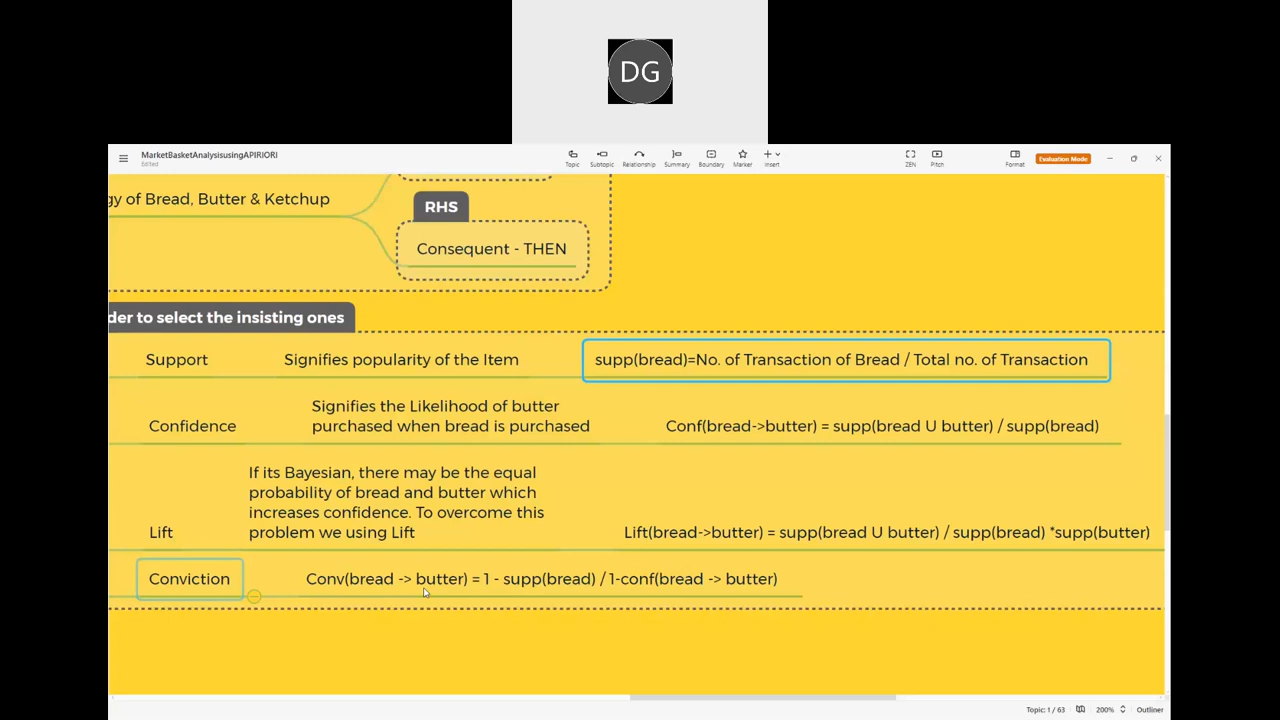 DG
MarketBasketAnalysisusingAPIRIORI
Edited
Topic
Subtopic
Relationship
Summary
Boundary
Marker
Insert
ZEN
Pitch
Format
Evaluation Mode
gy of Bread, Butter & Ketchup
RHS
Consequent - THEN
der to select the insisting ones
Support
Signifies popularity of the Item
supp(bread)=No. of Transaction of Bread / Total no. of Transaction
Confidence
Signifies the Likelihood of butter
purchased when bread is purchased
Conf(bread->butter) = supp(bread U butter) / supp(bread)
Lift
If its Bayesian, there may be the equal
probability of bread and butter which
increases confidence. To overcome this
problem we using Lift
Lift(bread->butter) = supp(bread U butter) / supp(bread) *supp(butter)
Conviction
Conv(bread -> butter) = 1 - supp(bread) / 1-conf(bread -> butter)
Topic: 1 / 63
200%
Outliner